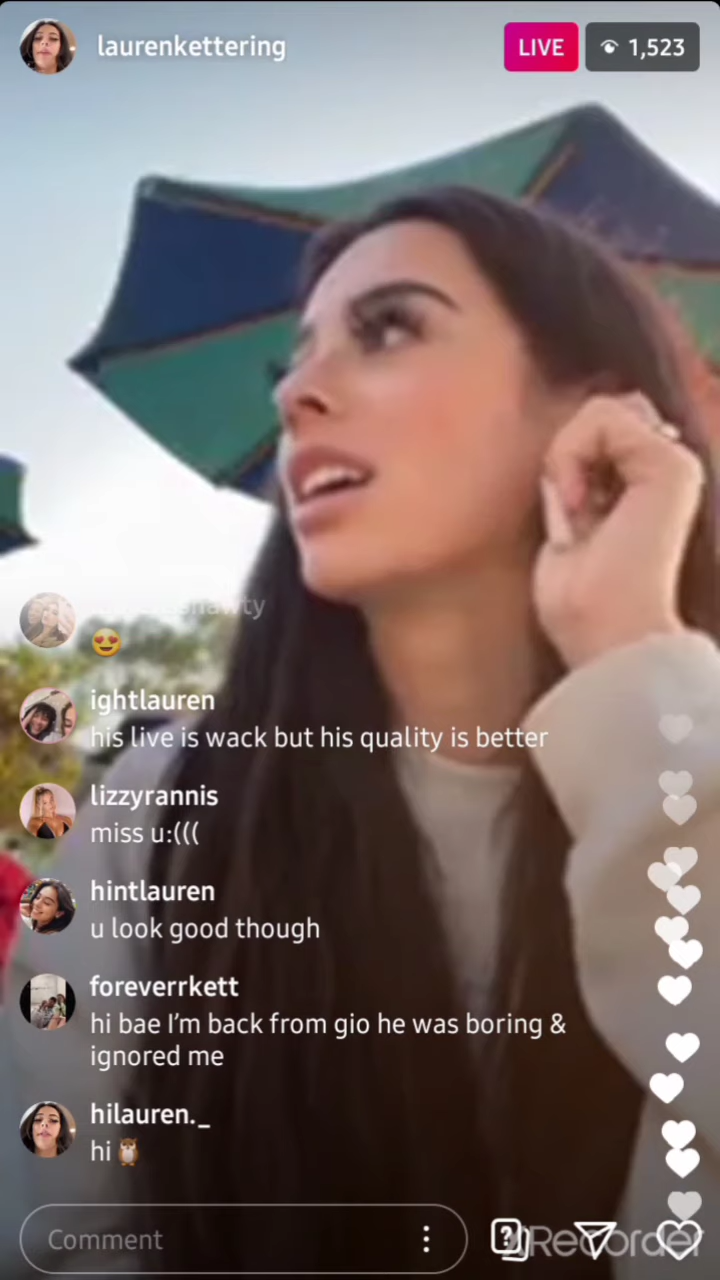 laurenkettering
LIVE
1,523
ightlauren
his live is wack but his quality is better
lizzyrannis
miss u:(((
hintlauren
u look good though
foreverrkett
hi bae I'm back from gio he was boring &
ignored me
hilauren._
hi
Comment
Recorder